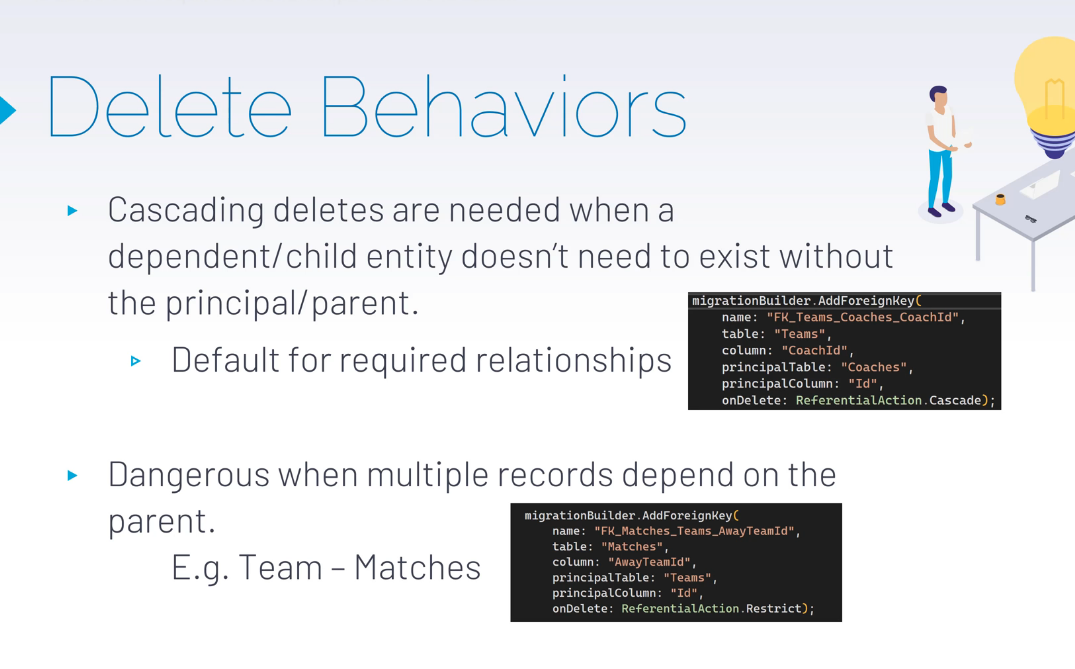 Delete Behaviors
Cascading deletes are needed when a
dependent/child entity doesn't need to exist without
the principal/parent.
Default for required relationships
migrationBuilder.AddForeignKey(
name: "FK_Teams_Coaches_CoachId",
table: "Teams",
column: "CoachId",
principalTable: "Coaches",
principalColumn: "Id",
onDelete: ReferentialAction.Cascade);
Dangerous when multiple records depend on the
parent.
E.g. Team – Matches
migrationBuilder.AddForeignKey(
name: "FK_Matches_Teams_AwayTeamId",
table: "Matches",
column: "AwayTeamId",
principalTable: "Teams",
principalColumn: "Id",
onDelete: ReferentialAction.Restrict);